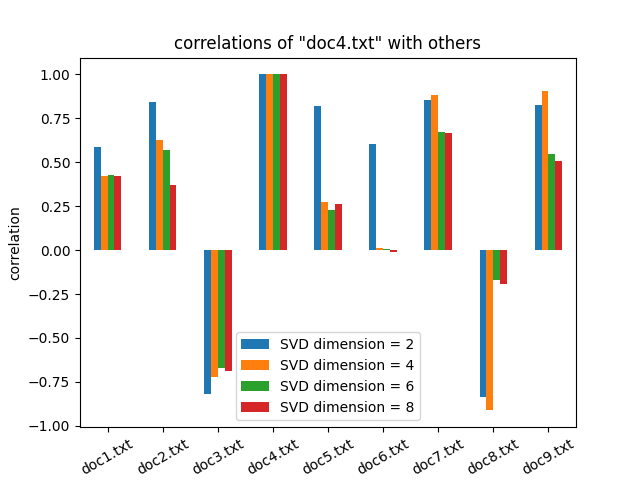 correlations of "doc4.txt" with others
correlation
1.00
0.75
0.50
0.25
0.00
−0.25
−0.50
−0.75
−1.00
SVD dimension = 2
SVD dimension = 4
SVD dimension = 6
SVD dimension = 8
doc1.txt doc2.txt doc3.txt doc4.txt doc5.txt doc6.txt doc7.txt doc8.txt doc9.txt